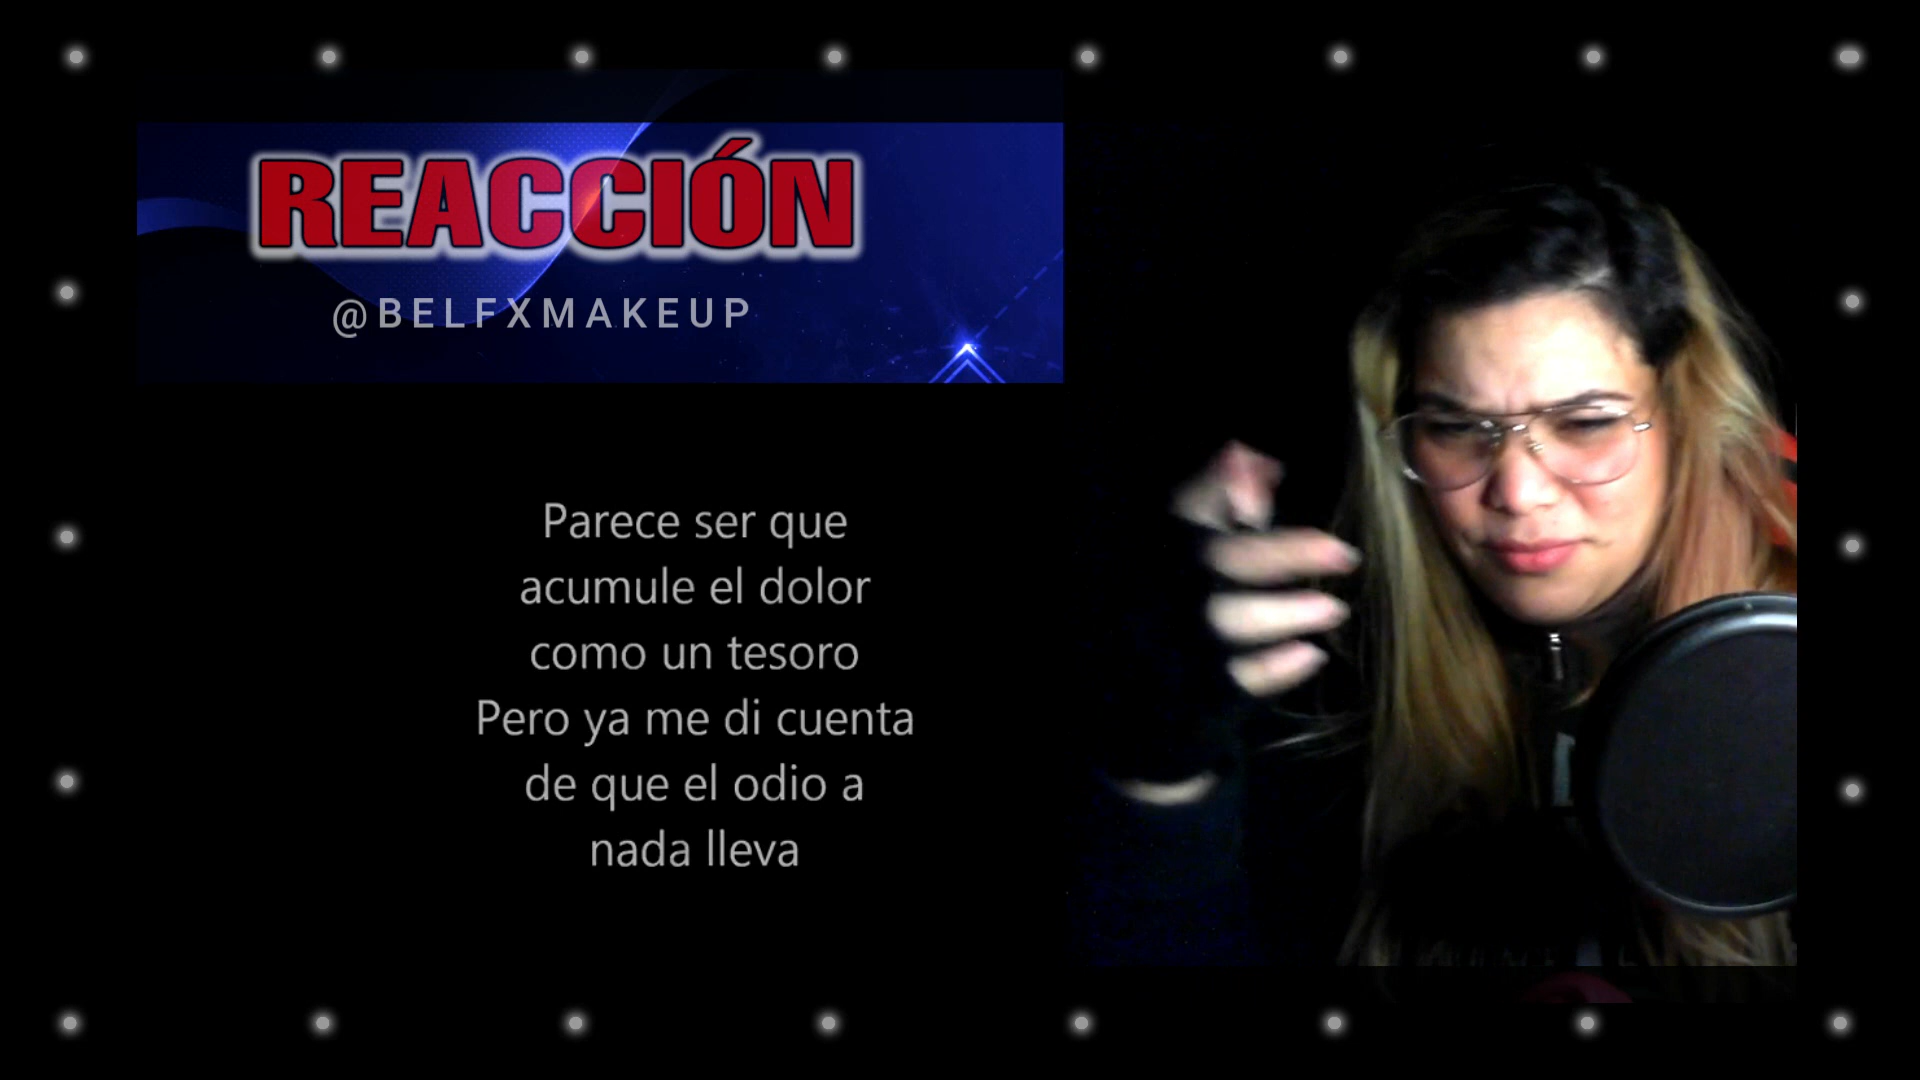 REACCIÓN
@BELFXMAKEUP
Parece ser que
acumule el dolor
como un tesoro
Pero ya me di cuenta
de que el odio a
nada lleva